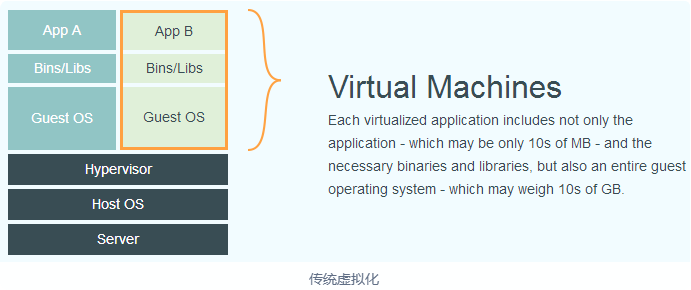 App A
App B
Bins/Libs
Bins/Libs
Guest OS
Guest OS
Hypervisor
Host OS
Server
Virtual Machines
Each virtualized application includes not only the
application - which may be only 10s of MB - and the
necessary binaries and libraries, but also an entire guest
operating system - which may weigh 10s of GB.
传统虚拟化